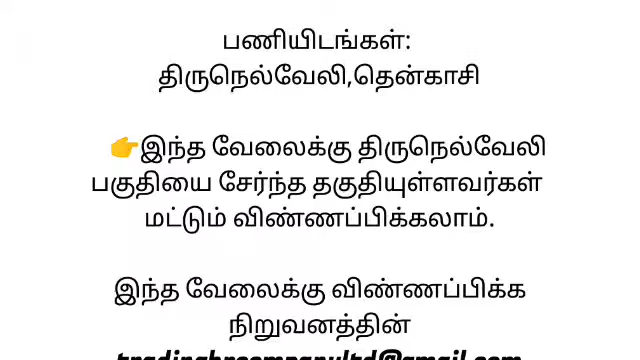 பணியிடங்கள்:
திருநெல்வேலி,தென்காசி
👉இந்த வேலைக்கு திருநெல்வேலி
பகுதியை சேர்ந்த தகுதியுள்ளவர்கள்
மட்டும் விண்ணப்பிக்கலாம்.
இந்த வேலைக்கு விண்ணப்பிக்க
நிறுவனத்தின்